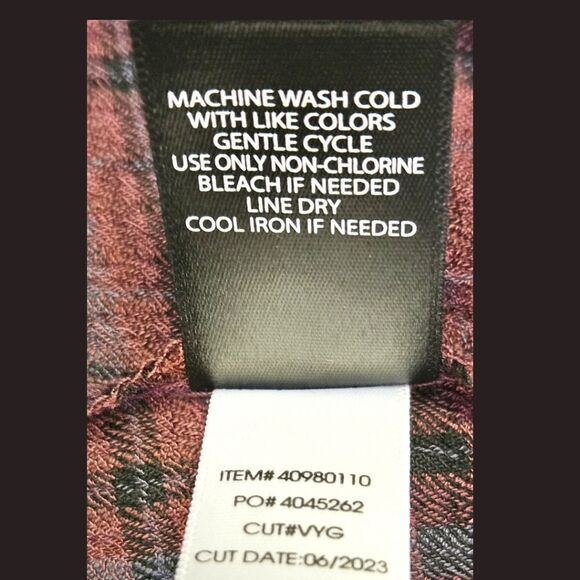 MACHINE WASH COLD
WITH LIKE COLORS
GENTLE CYCLE
USE ONLY NON-CHLORINE
BLEACH IF NEEDED
LINE DRY
COOL IRON IF NEEDED
ITEM# 40980110
PO# 4045262
CUT#VYG
CUT DATE:06/2023